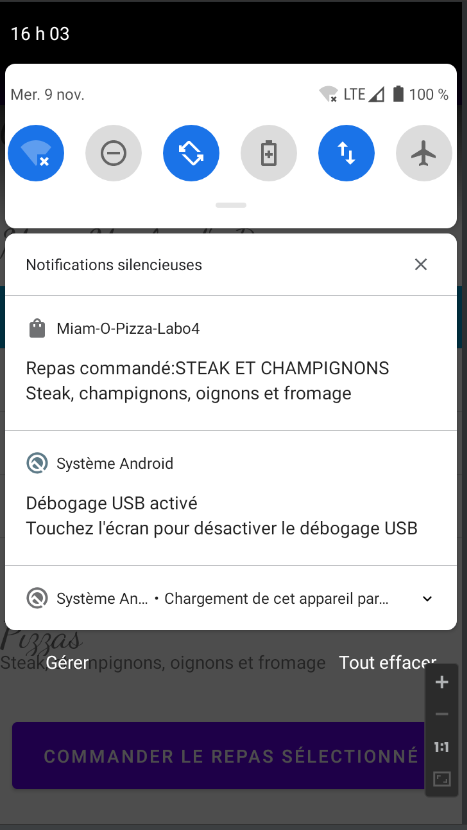 16 h 03
Mer. 9 nov.
LTE
100 %
Notifications silencieuses
Miam-O-Pizza-Labo4
Repas commandé:STEAK ET CHAMPIGNONS
Steak, champignons, oignons et fromage
Système Android
Débogage USB activé
Touchez l'écran pour désactiver le débogage USB
Système An… • Chargement de cet appareil par…
Pizzas
oignons et fromage
Gérer
Tout effacer
1:1
COMMANDER LE REPAS SÉLECTIONNÉ